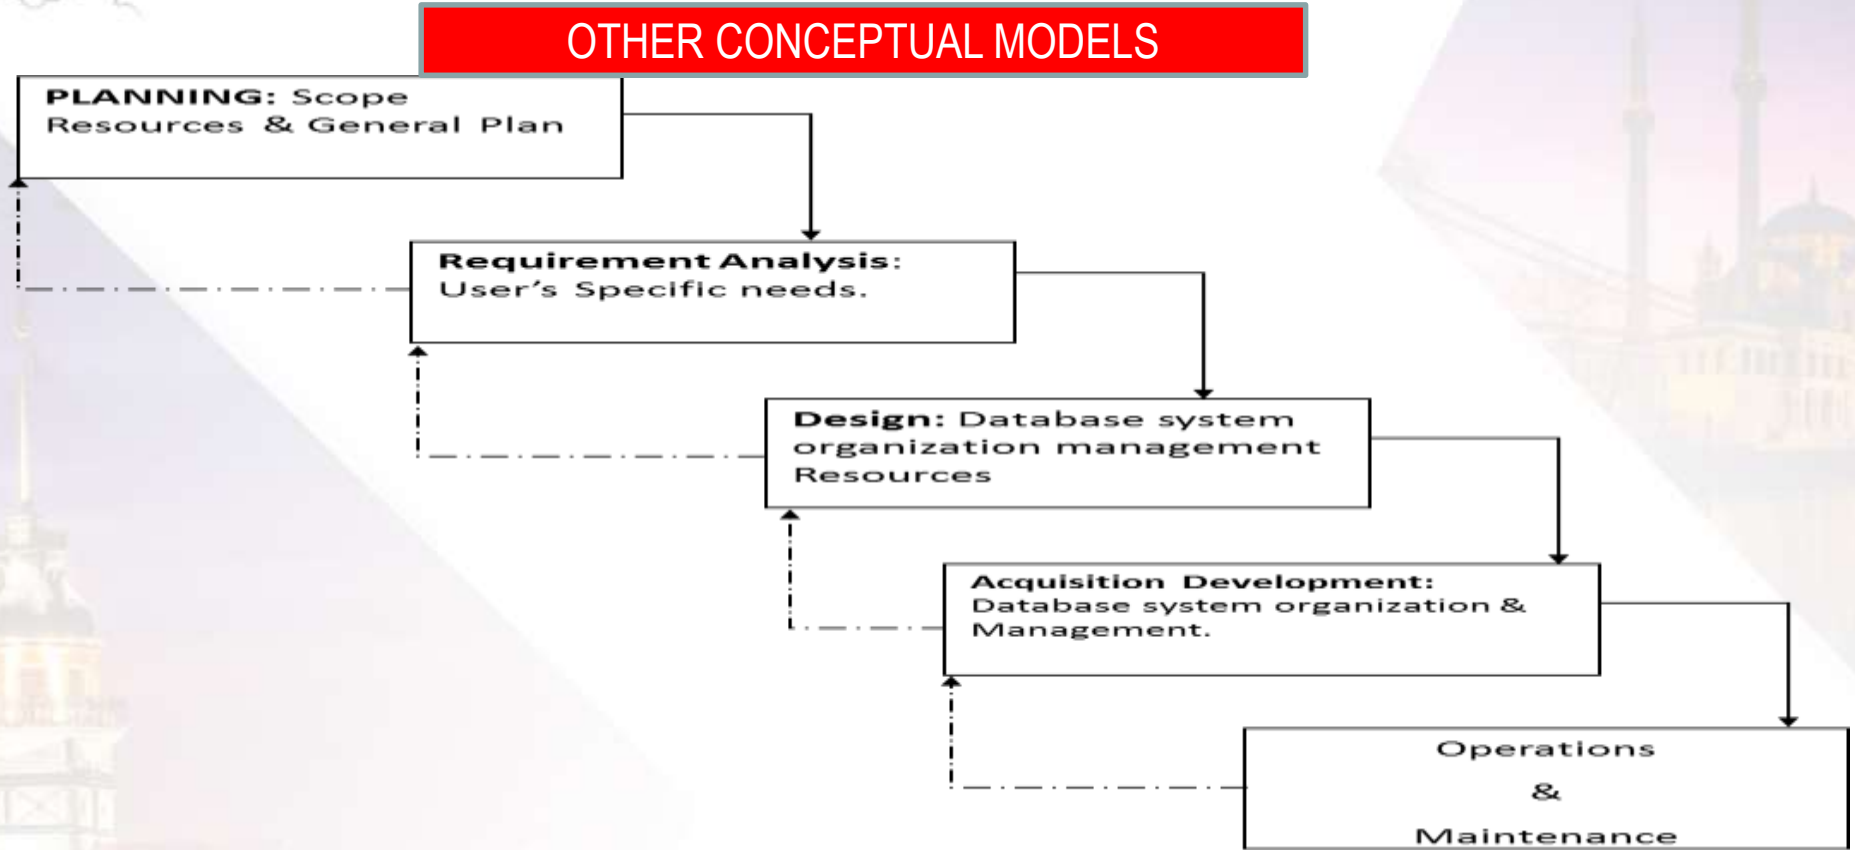 OTHER CONCEPTUAL MODELS
PLANNING: Scope
Resources & General Plan
Requirement Analysis:
User's Specific needs.
Design: Database system
organization management
Resources
Acquisition Development:
Database system organization &
Management.
Operations
&
Maintenance